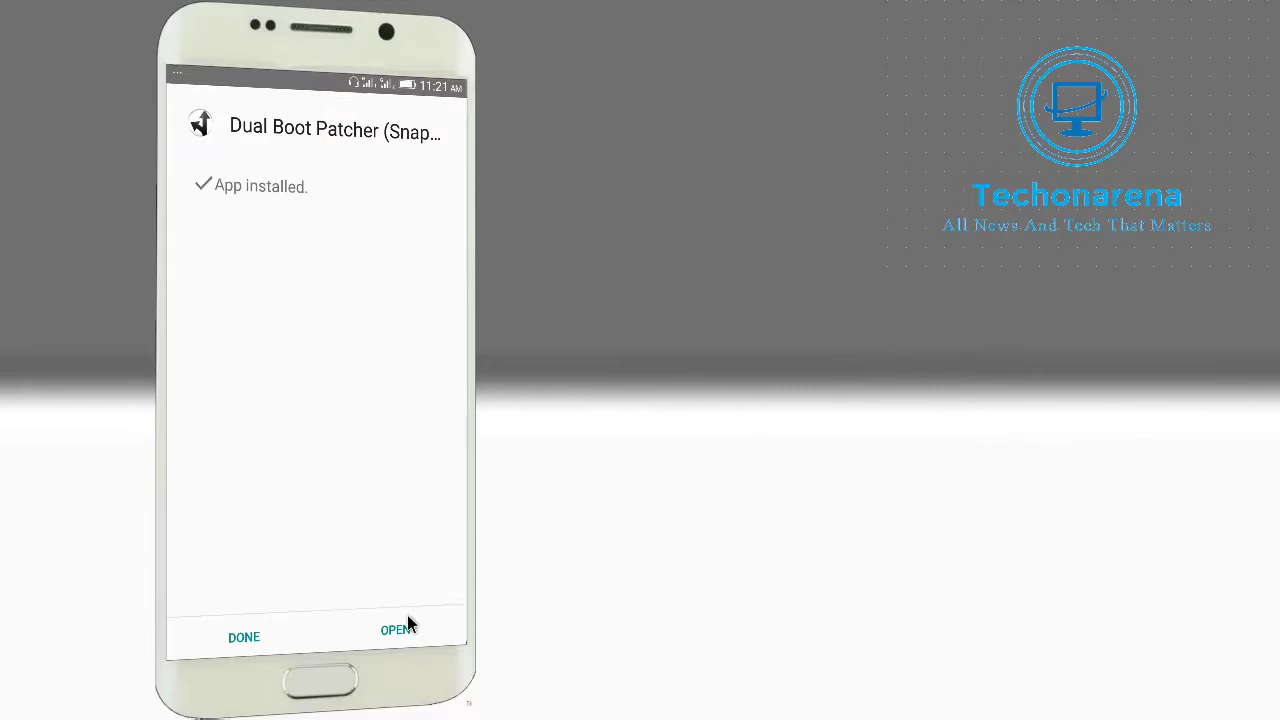 11:21 AM
Dual Boot Patcher (Snap...
App installed.
DONE
OPEN
Techonarena
All News And Tech That Matters